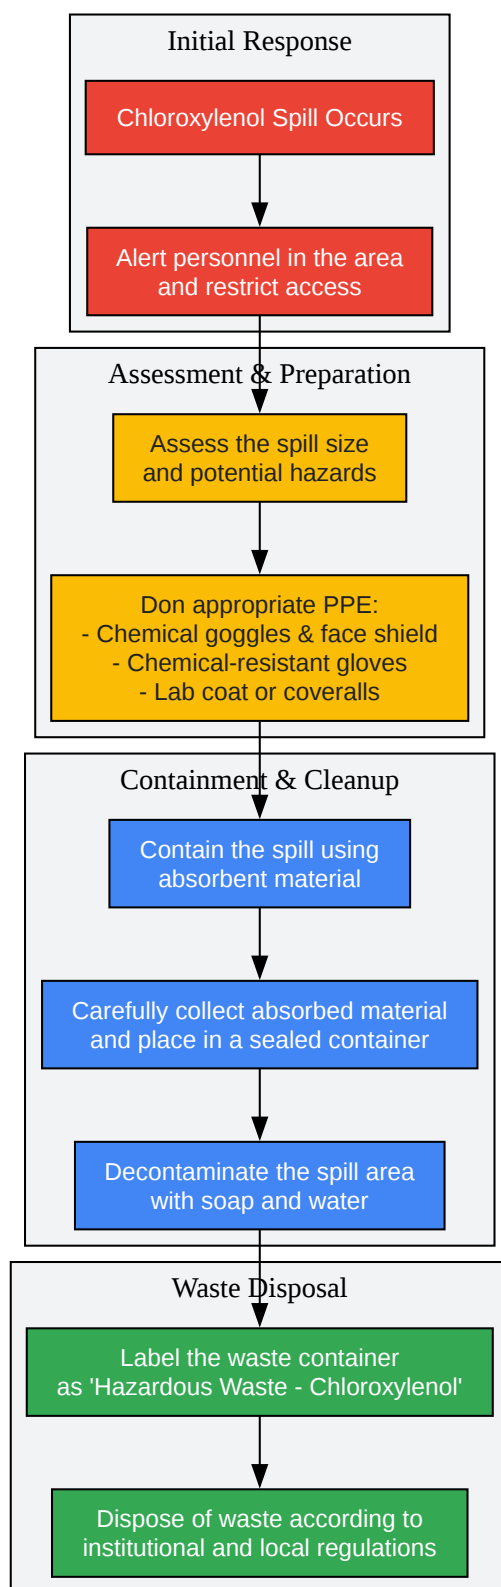 Initial Response
Chloroxylenol Spill Occurs
Alert personnel in the area
and restrict access
Assessment & Preparation
Assess the spill size
and potential hazards
Don appropriate PPE:
- Chemical goggles & face shield
- Chemical-resistant gloves
- Lab coat or coveralls
Containment & Cleanup
Contain the spill using
absorbent material
Carefully collect absorbed material
and place in a sealed container
Decontaminate the spill area
with soap and water
Waste Disposal
Label the waste container
as 'Hazardous Waste - Chloroxylenol'
Dispose of waste according to
institutional and local regulations